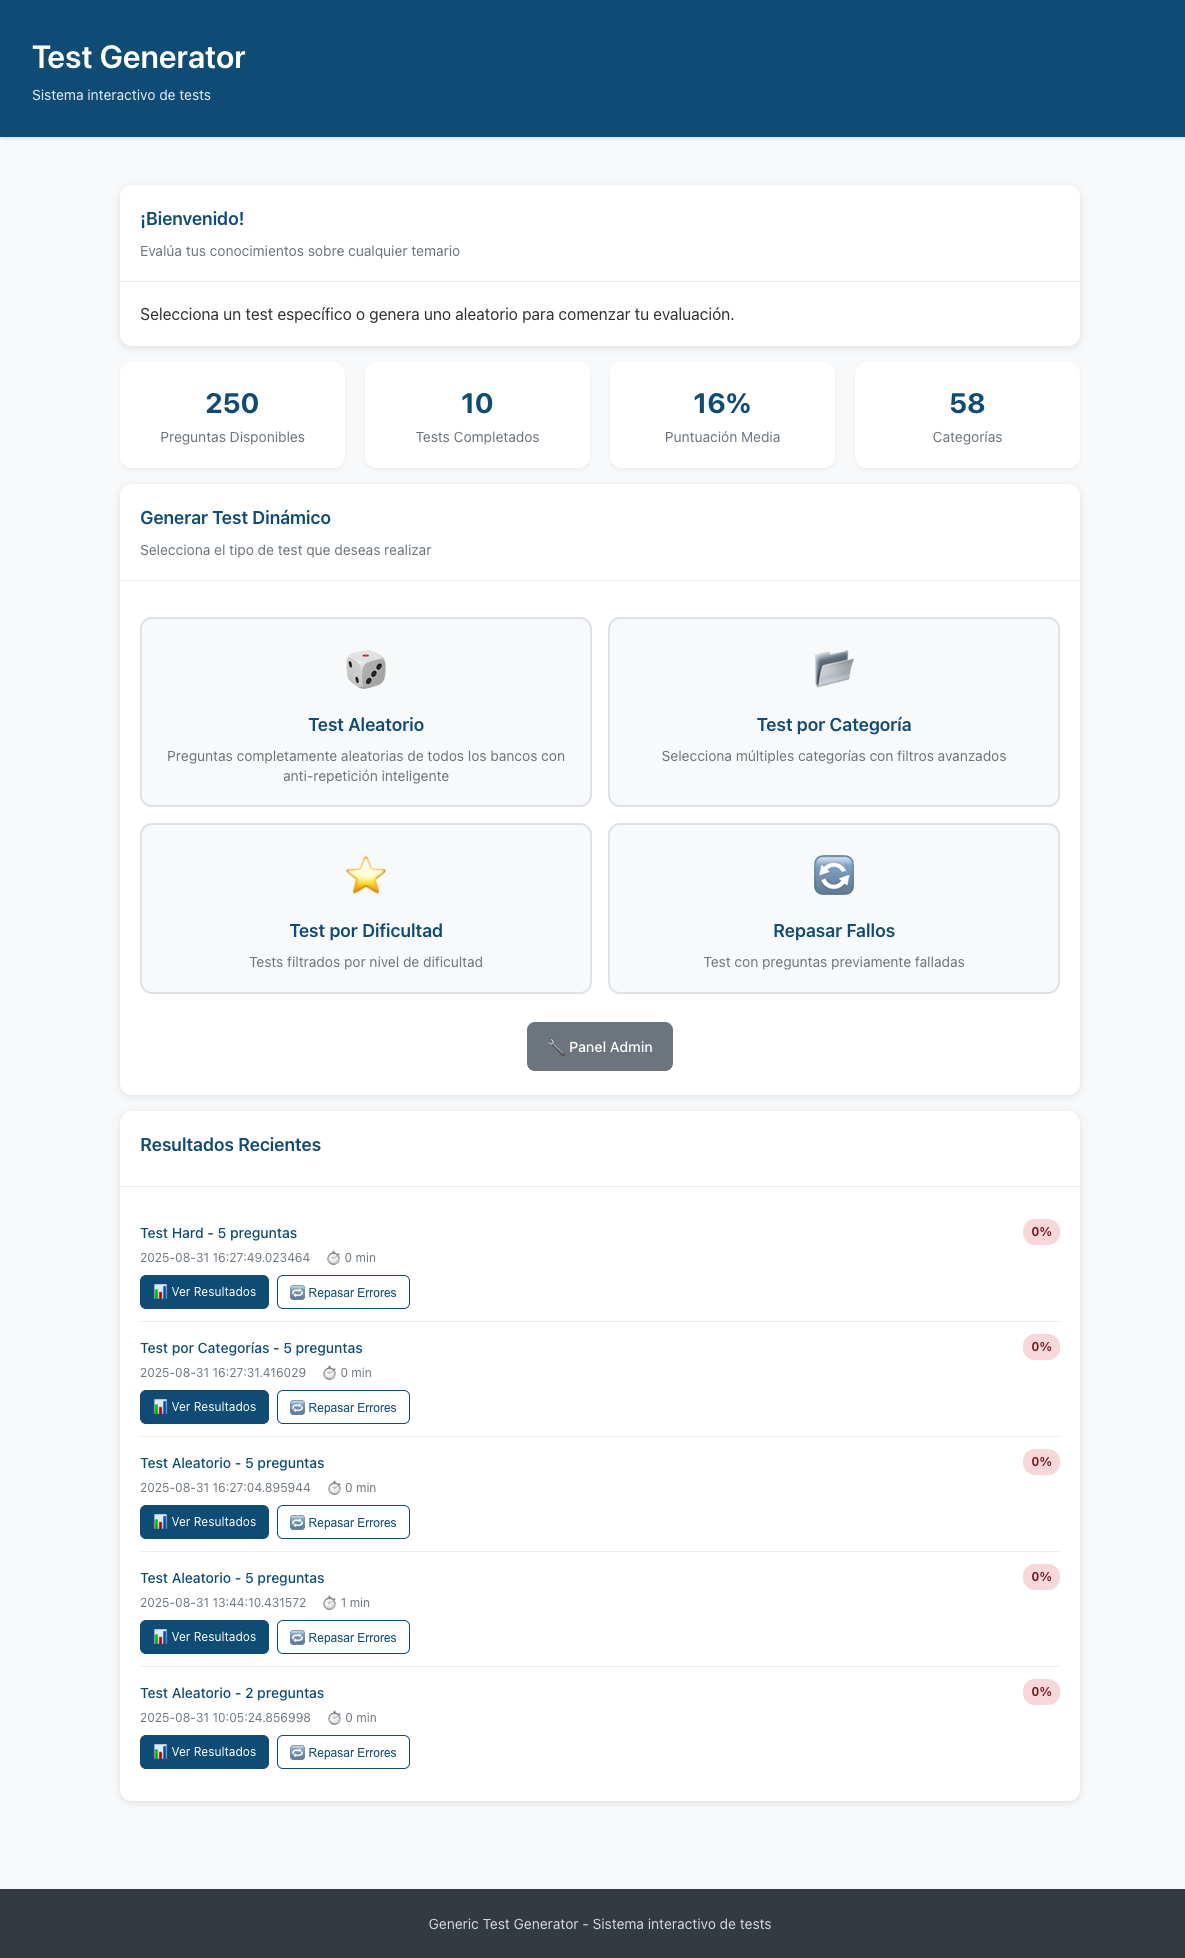 Test Generator
Sistema interactivo de tests
¡Bienvenido!
Evalúa tus conocimientos sobre cualquier temario
Selecciona un test específico o genera uno aleatorio para comenzar tu evaluación.
250
Preguntas Disponibles
10
Tests Completados
16%
Puntuación Media
58
Categorías
Generar Test Dinámico
Selecciona el tipo de test que deseas realizar
Test Aleatorio
Preguntas completamente aleatorias de todos los bancos con
anti-repetición inteligente
Test por Categoría
Selecciona múltiples categorías con filtros avanzados
Test por Dificultad
Tests filtrados por nivel de dificultad
Repasar Fallos
Test con preguntas previamente falladas
Panel Admin
Resultados Recientes
Test Hard - 5 preguntas
0%
2025-08-31 16:27:49.023464 0 min
Ver Resultados Repasar Errores
Test por Categorías - 5 preguntas
0%
2025-08-31 16:27:31.416029 0 min
Ver Resultados Repasar Errores
Test Aleatorio - 5 preguntas
0%
2025-08-31 16:27:04.895944 0 min
Ver Resultados Repasar Errores
Test Aleatorio - 5 preguntas
0%
2025-08-31 13:44:10.431572 1 min
Ver Resultados Repasar Errores
Test Aleatorio - 2 preguntas
0%
2025-08-31 10:05:24.856998 0 min
Ver Resultados Repasar Errores
Generic Test Generator - Sistema interactivo de tests